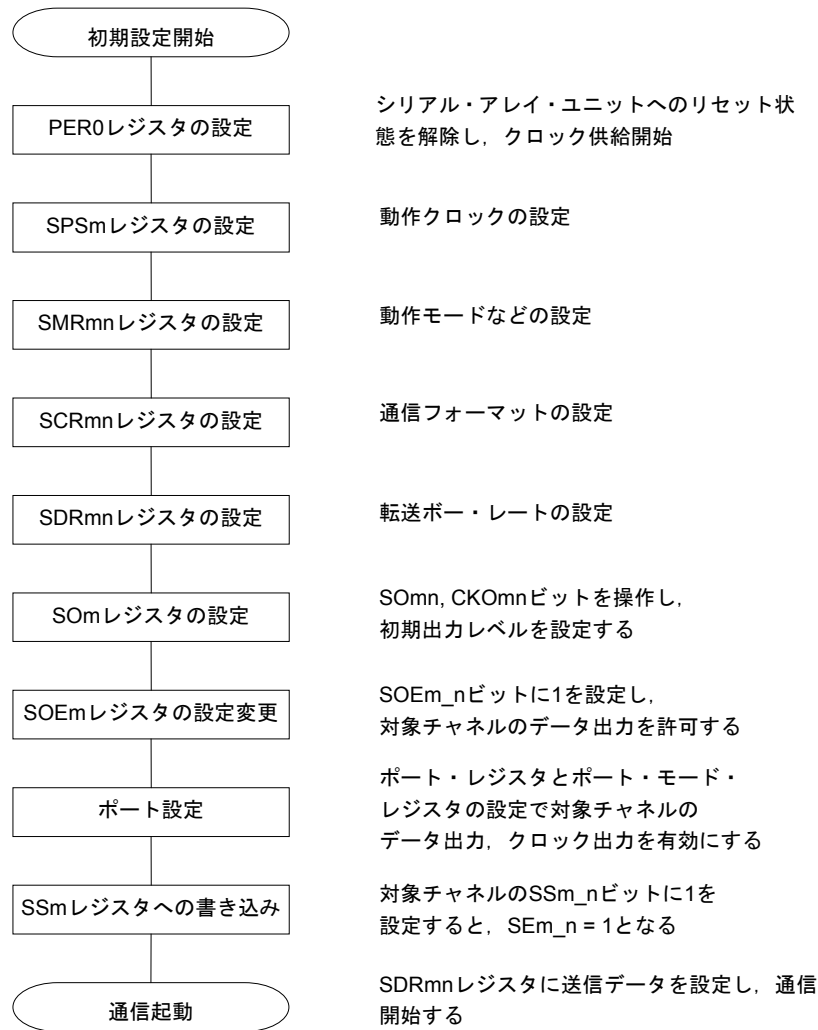 初期設定開始
PER0レジスタの設定
シリアル・アレイ・ユニットへのリセット状
態を解除し，クロック供給開始
SPSmレジスタの設定
動作クロックの設定
SMRmnレジスタの設定
動作モードなどの設定
SCRmnレジスタの設定
通信フォーマットの設定
SDRmnレジスタの設定
転送ボー・レートの設定
SOmレジスタの設定
SOmn, CKOmnビットを操作し，
初期出力レベルを設定する
SOEmレジスタの設定変更
SOEm_nビットに1を設定し，
対象チャネルのデータ出力を許可する
ポート設定
ポート・レジスタとポート・モード・
レジスタの設定で対象チャネルの
データ出力，クロック出力を有効にする
SSmレジスタへの書き込み
対象チャネルのSSm_nビットに1を
設定すると，SEm_n = 1となる
通信起動
SDRmnレジスタに送信データを設定し，通信
開始する